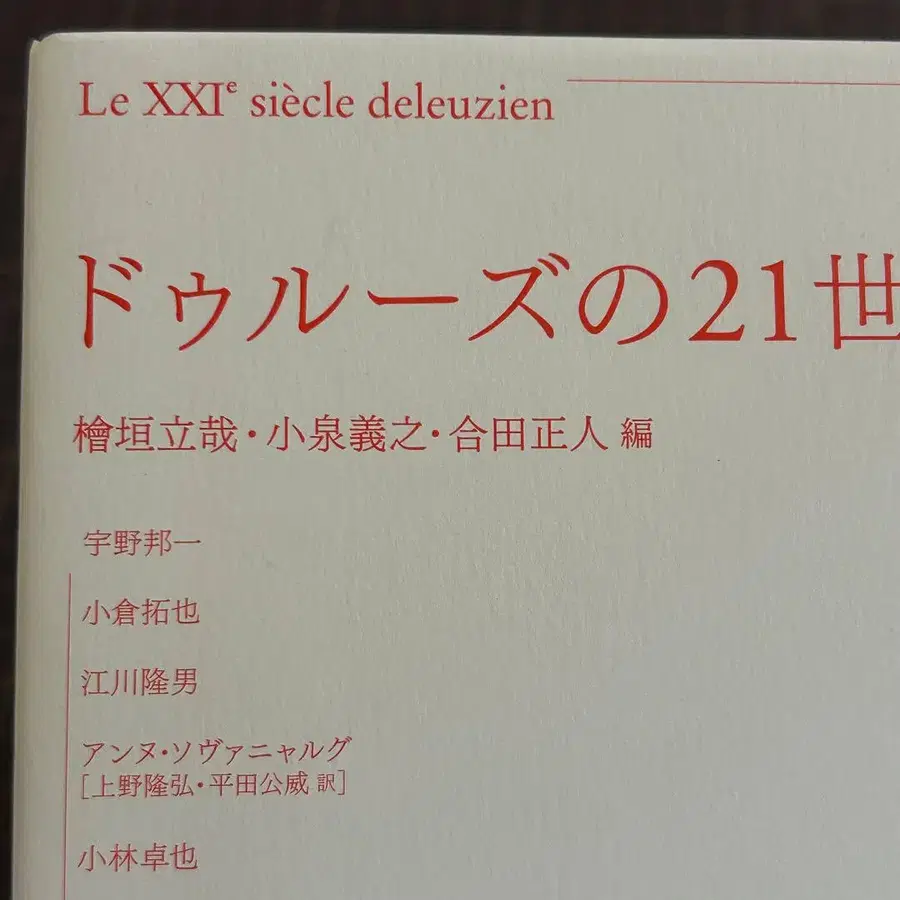 Le XXIe siècle deleuzien
ドゥルーズの21世
檜垣立哉・小泉義之・合田正人 編
宇野邦一
小倉拓也
江川隆男
アンヌ・ソヴァニャルグ
［上野隆弘・平田公威 訳］
小林卓也